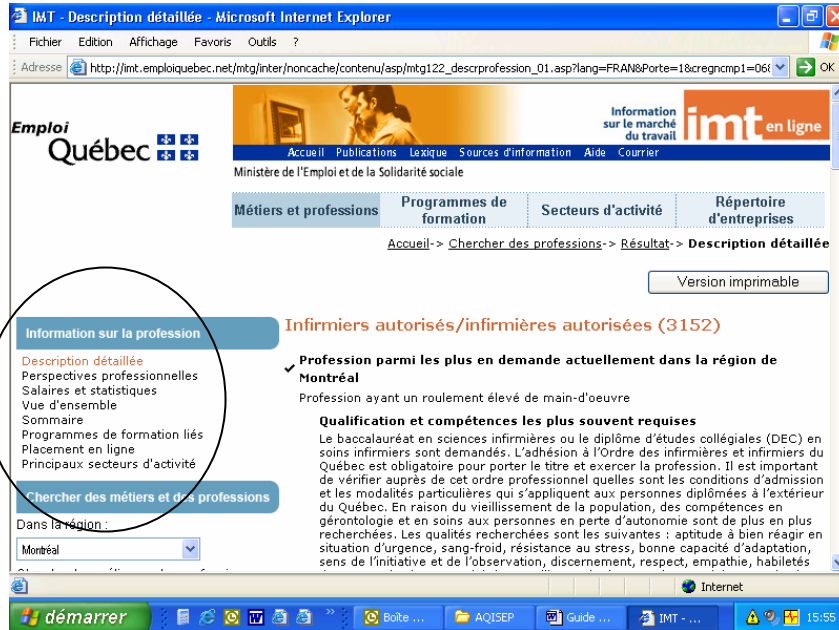 IMT - Description détaillée - Microsoft Internet Explorer
Fichier Edition Affichage Favoris Outils ?
Adresse http://imt.emploiquebec.net/mtg/inter/noncache/contenu/asp/mtg122_descrprofession_01.asp?lang=FRAN&Porte=1&cregncmp1=06 OK
Emploi
Québec
Information
sur le marché
du travail
imt en ligne
Accueil Publications Lexique Sources d'information Aide Courrier
Ministère de l'Emploi et de la Solidarité sociale
Métiers et professions
Programmes de
formation
Secteurs d'activité
Répertoire
d'entreprises
Accueil-> Chercher des professions-> Résultat-> Description détaillée
Version imprimable
Information sur la profession
Description détaillée
Perspectives professionnelles
Salaires et statistiques
Vue d'ensemble
Sommaire
Programmes de formation liés
Placement en ligne
Principaux secteurs d'activité
Chercher des métiers et des professions
Dans la région :
Montréal
Infirmiers autorisés/infirmières autorisées (3152)
Profession parmi les plus en demande actuellement dans la région de
Montréal
Profession ayant un roulement élevé de main-d'oeuvre
Qualification et compétences les plus souvent requises
Le baccalauréat en sciences infirmières ou le diplôme d'études collégiales (DEC) en
soins infirmiers sont demandés. L'adhésion à l'Ordre des infirmières et infirmiers du
Québec est obligatoire pour porter le titre et exercer la profession. Il est important
de vérifier auprès de cet ordre professionnel quelles sont les conditions d'admission
et les modalités particulières qui s'appliquent aux personnes diplômées à l'extérieur
du Québec. En raison du vieillissement de la population, des compétences en
gérontologie et en soins aux personnes en perte d'autonomie sont de plus en plus
recherchées. Les qualités recherchées sont les suivantes : aptitude à bien réagir en
situation d'urgence, sang-froid, résistance au stress, bonne capacité d'adaptation,
sens de l'initiative et de l'observation, discernement, respect, empathie, habiletés
Internet
démarrer
Boîte ...
AQISEP
Guide ...
IMT - ...
15:55